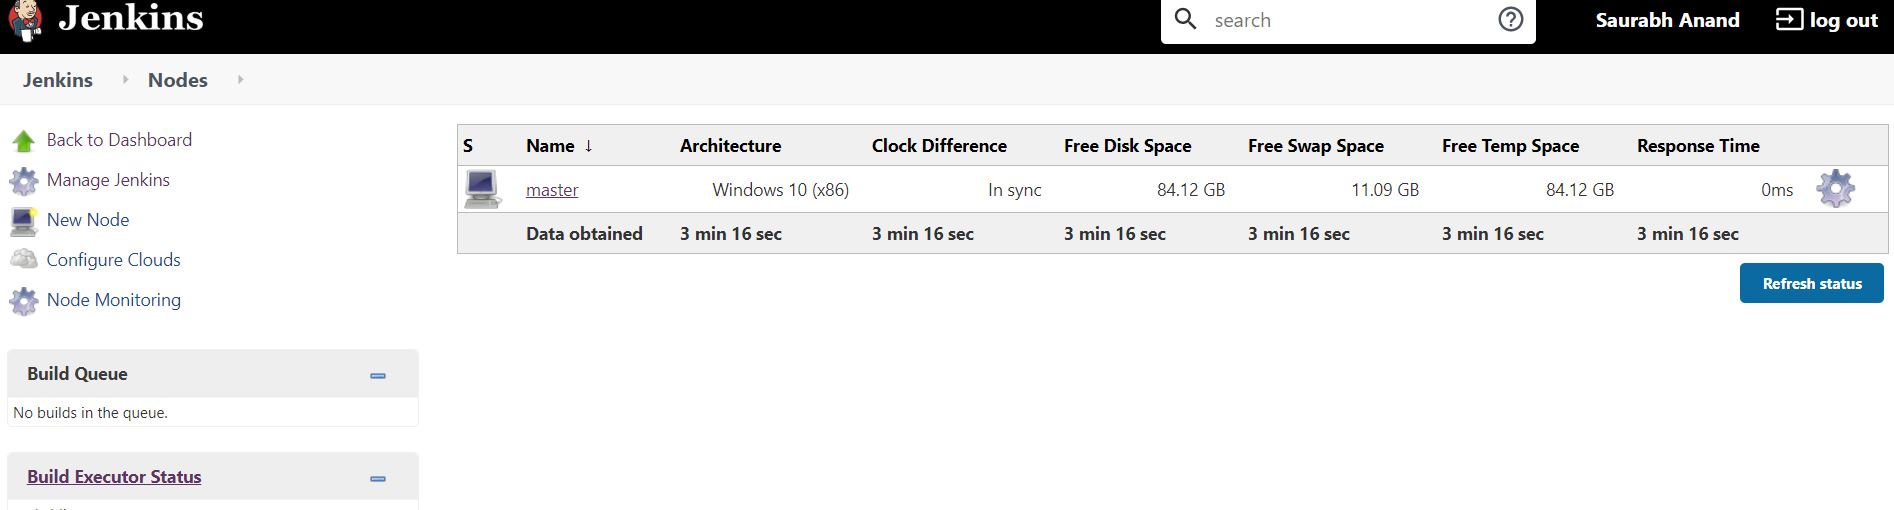 Jenkins
search
Saurabh Anand
log out
Jenkins Nodes
Back to Dashboard
Manage Jenkins
New Node
Configure Clouds
Node Monitoring
Build Queue
No builds in the queue.
Build Executor Status
S Name ↓ Architecture Clock Difference Free Disk Space Free Swap Space Free Temp Space Response Time
master Windows 10 (x86) In sync 84.12 GB 11.09 GB 84.12 GB 0ms
Data obtained 3 min 16 sec 3 min 16 sec 3 min 16 sec 3 min 16 sec 3 min 16 sec 3 min 16 sec
Refresh status